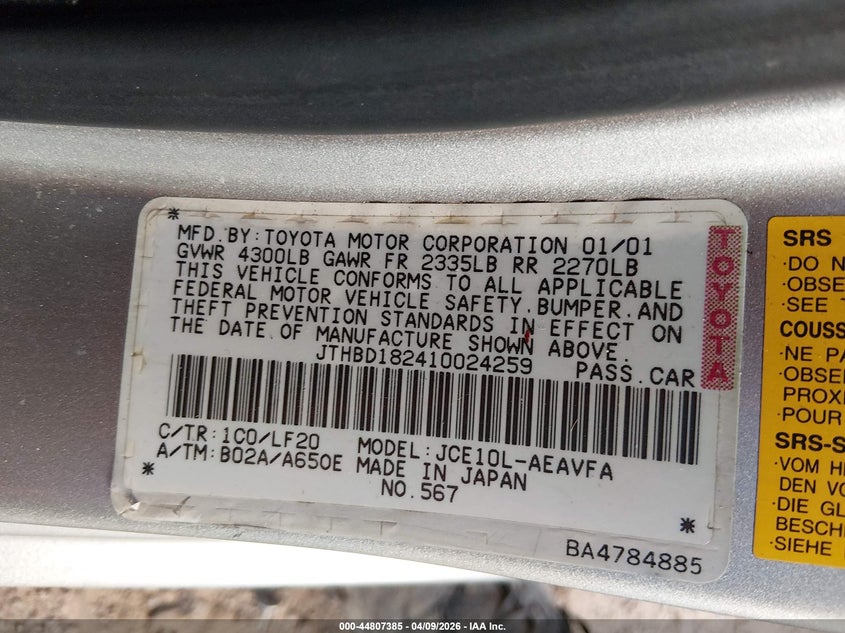 MFD. BY: TOYOTA MOTOR CORPORATION 01/01
GVWR 4300LB GAWR FR 2335LB RR 2270LB
THIS VEHICLE CONFORMS TO ALL APPLICABLE
FEDERAL MOTOR VEHICLE SAFETY, BUMPER, AND
THEFT PREVENTION STANDARDS IN EFFECT ON
THE DATE OF MANUFACTURE SHOWN ABOVE.
JTHBD182410024259 PASS. CAR
C/TR: 1C0/LF20 MODEL: JCE10L-AEAVFA
A/TM: B02A/A650E MADE IN JAPAN
NO. 567
BA4784885
TOYOTA
SRS
·DO N
·OBSE
·SEE
COUSS
·NE PA
·OBSE
PROXI
·POUR
SRS-S
·VOM H
DEN VO
·DIE GL
BESCH
·SIEHE
000-44807385 - 04/09/2026 - IAA Inc.